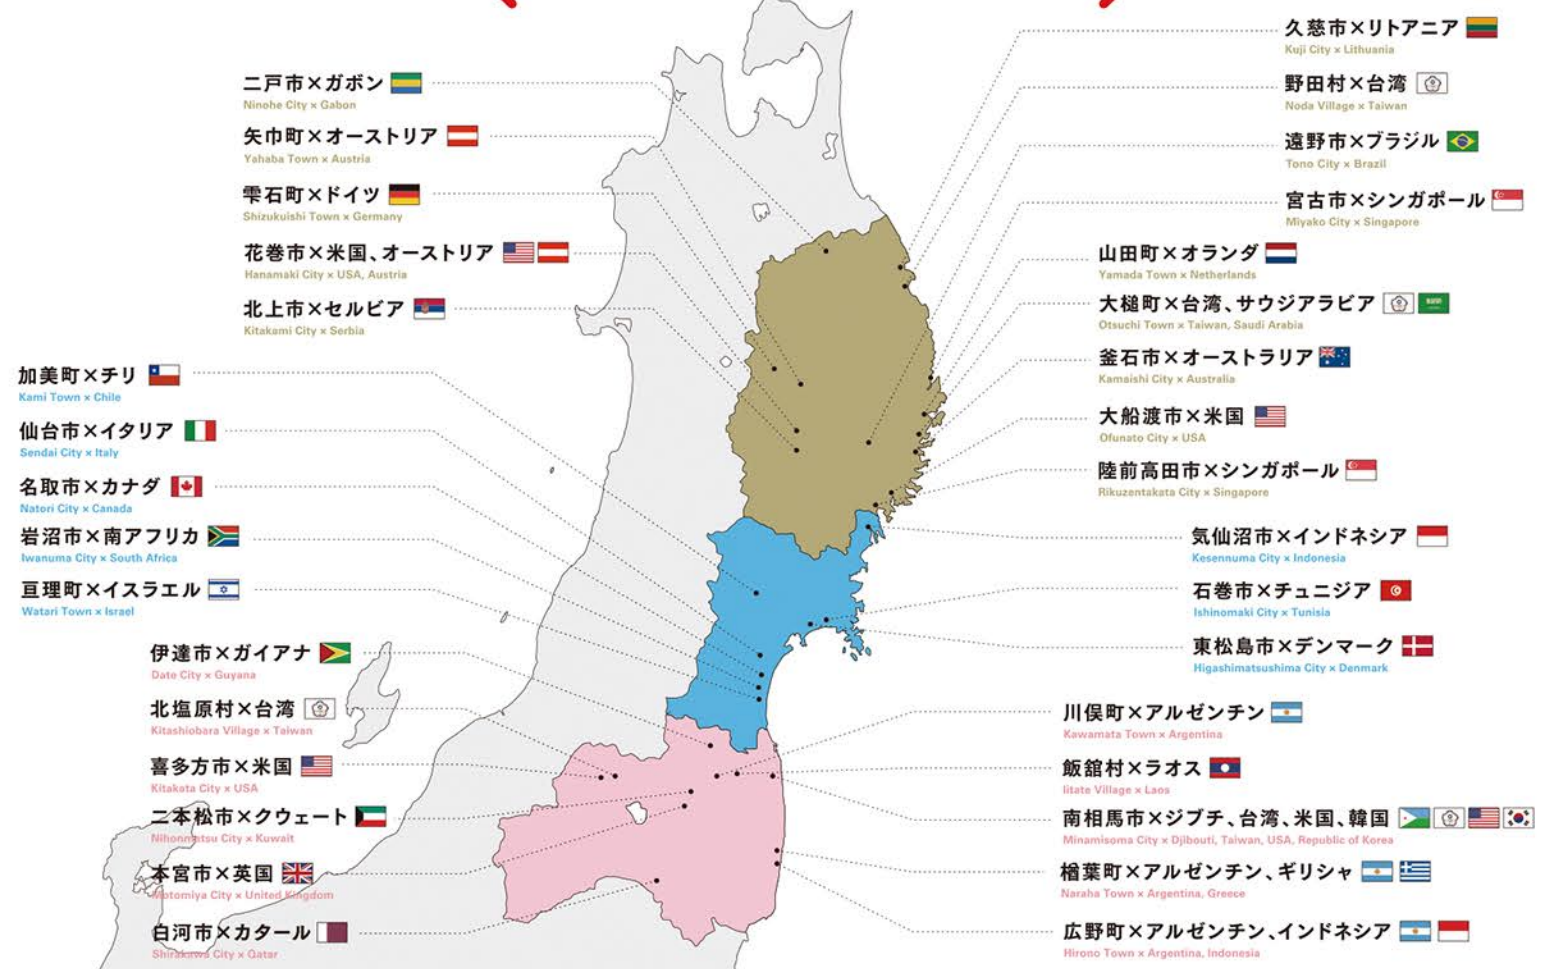 二戸市×ガボン
Ninohe City × Gabon
矢巾町×オーストリア
Yahaba Town × Austria
雫石町×ドイツ
Shizukuishi Town × Germany
花巻市×米国、オーストリア
Hanamaki City × USA, Austria
北上市×セルビア
Kitakami City × Serbia
加美町×チリ
Kami Town × Chile
仙台市×イタリア
Sendai City × Italy
名取市×カナダ
Natori City × Canada
岩沼市×南アフリカ
Iwanuma City × South Africa
亘理町×イスラエル
Watari Town × Israel
伊達市×ガイアナ
Date City × Guyana
北塩原村×台湾
Kitashiobara Village × Taiwan
喜多方市×米国
Kitakata City × USA
二本松市×クウェート
Nihonmatsu City × Kuwait
本宮市×英国
Motomiya City × United Kingdom
白河市×カタール
Shirakawa City × Qatar
久慈市×リトアニア
Kuji City × Lithuania
野田村×台湾
Noda Village × Taiwan
遠野市×ブラジル
Tono City × Brazil
宮古市×シンガポール
Miyako City × Singapore
山田町×オランダ
Yamada Town × Netherlands
大槌町×台湾、サウジアラビア
Otsuchi Town × Taiwan, Saudi Arabia
釜石市×オーストラリア
Kamaishi City × Australia
大船渡市×米国
Ofunato City × USA
陸前高田市×シンガポール
Rikuzentakata City × Singapore
気仙沼市×インドネシア
Kesennuma City × Indonesia
石巻市×チュニジア
Ishinomaki City × Tunisia
東松島市×デンマーク
Higashimatsushima City × Denmark
川俣町×アルゼンチン
Kawamata Town × Argentina
飯舘村×ラオス
Iitate Village × Laos
南相馬市×ジブチ、台湾、米国、韓国
Minamisoma City × Djibouti, Taiwan, USA, Republic of Korea
楢葉町×アルゼンチン、ギリシャ
Naraha Town × Argentina, Greece
広野町×アルゼンチン、インドネシア
Hirono Town × Argentina, Indonesia